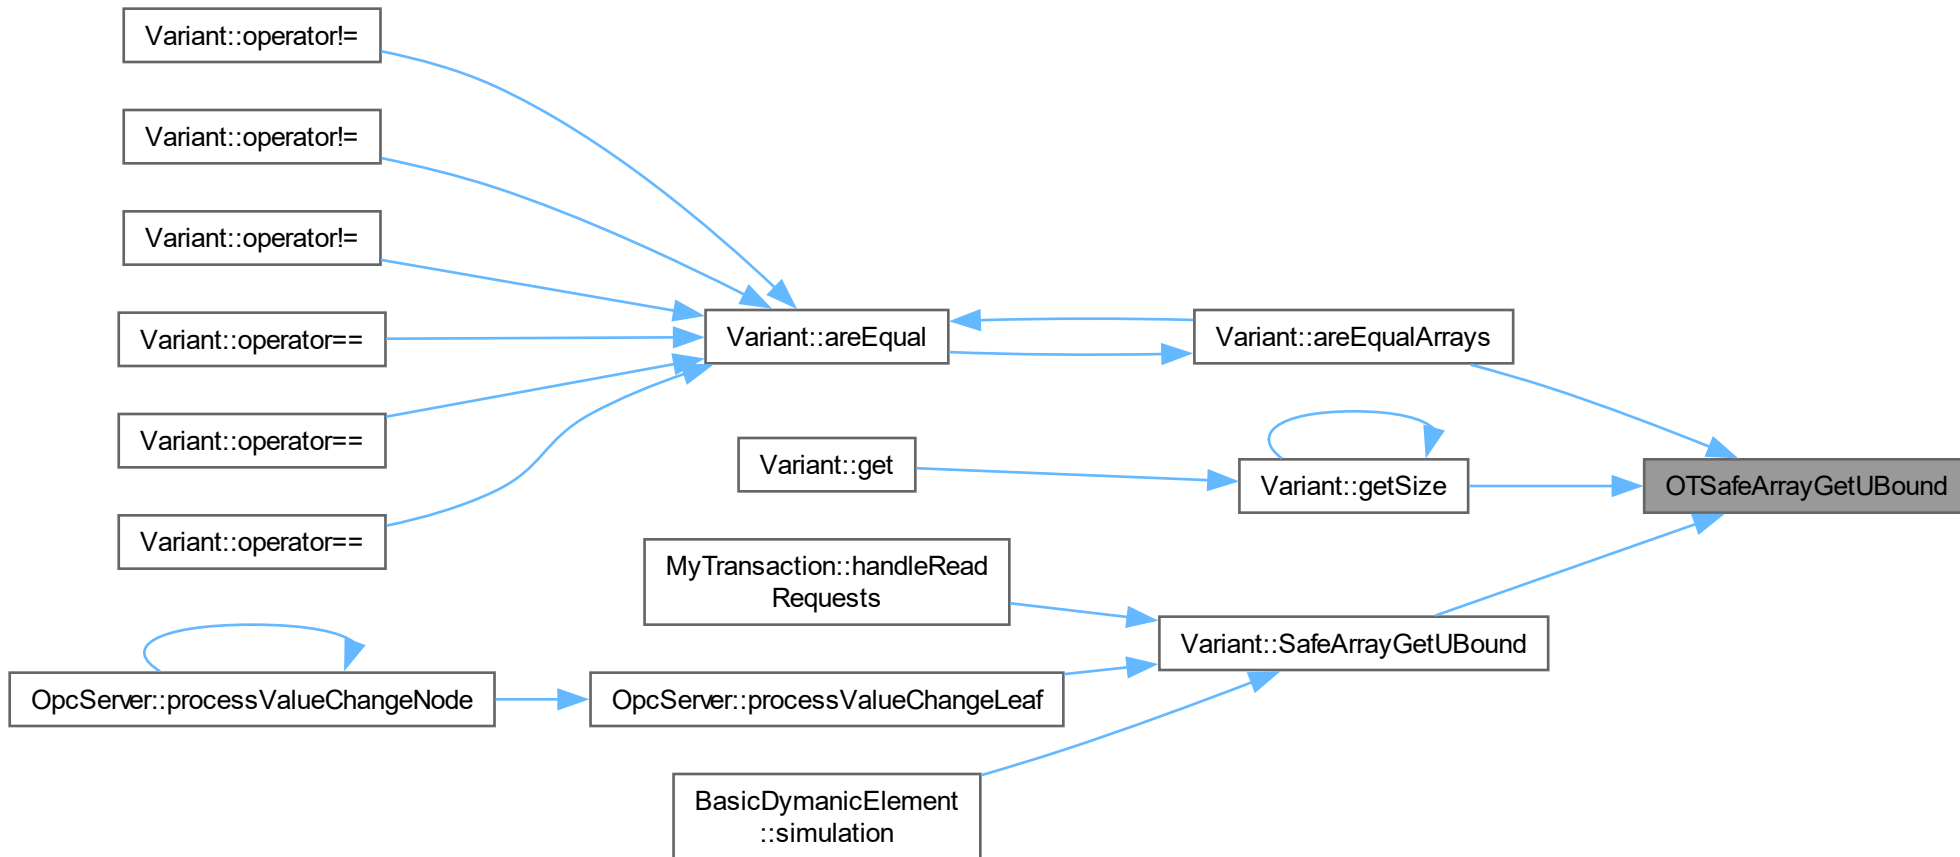 Variant::operator!=
Variant::operator!=
Variant::operator!=
Variant::operator==
Variant::operator==
Variant::operator==
Variant::areEqual
Variant::areEqualArrays
Variant::get
Variant::getSize
OTSafeArrayGetUBound
MyTransaction::handleRead
Requests
Variant::SafeArrayGetUBound
OpcServer::processValueChangeNode
OpcServer::processValueChangeLeaf
BasicDymanicElement
::simulation